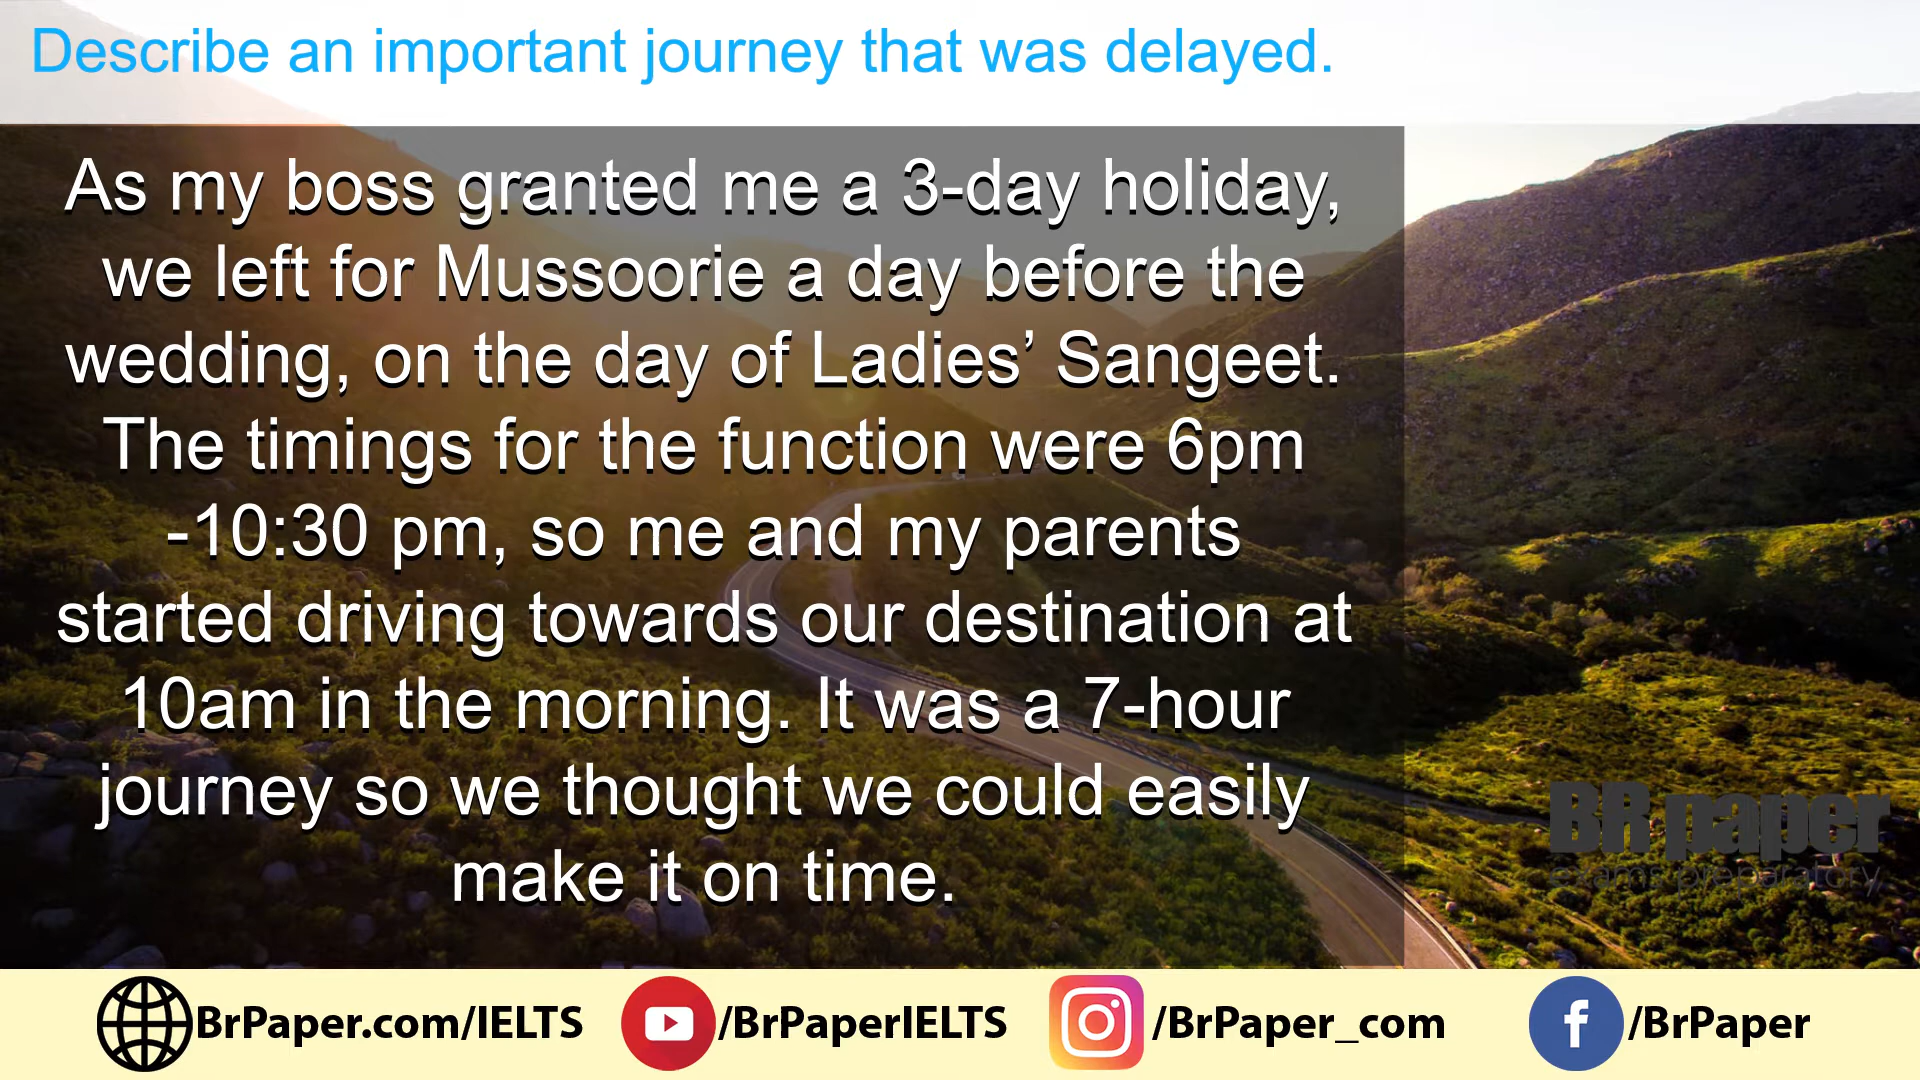 Describe an important journey that was delayed.
As my boss granted me a 3-day holiday,
we left for Mussoorie a day before the
wedding, on the day of Ladies’ Sangeet.
The timings for the function were 6pm
-10:30 pm, so me and my parents
started driving towards our destination at
10am in the morning. It was a 7-hour
journey so we thought we could easily
make it on time.
BR paper
exams preparatory
BrPaper.com/IELTS /BrPaperIELTS /BrPaper_com /BrPaper